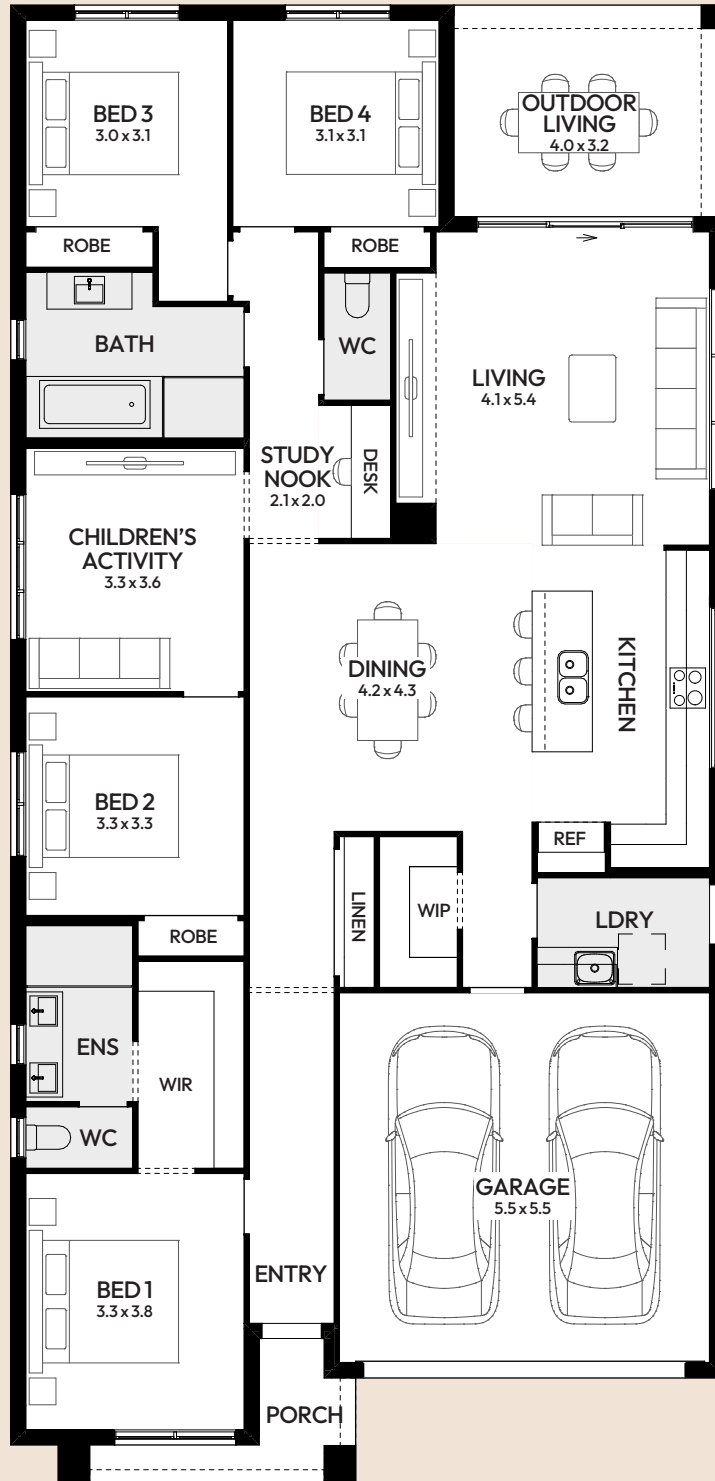 BED 3
3.0 x 3.1
BED 4
3.1 x 3.1
OUTDOOR
LIVING
4.0 x 3.2
ROBE
ROBE
BATH
WC
LIVING
4.1 x 5.4
STUDY
NOOK
2.1 x 2.0
DESK
CHILDREN'S
ACTIVITY
3.3 x 3.6
DINING
4.2 x 4.3
KITCHEN
BED 2
3.3 x 3.3
REF
ROBE
LINEN
WIP
LDRY
ENS
WIR
WC
GARAGE
5.5 x 5.5
BED 1
3.3 x 3.8
ENTRY
PORCH